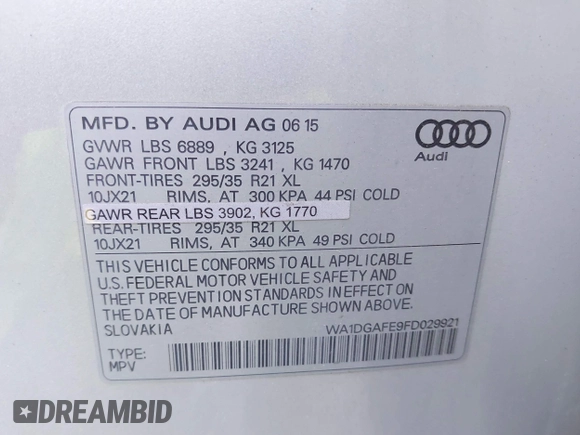 MFD. BY AUDI AG 06 15
GVWR LBS 6889 , KG 3125
GAWR FRONT LBS 3241 , KG 1470
FRONT-TIRES 295/35 R21 XL
10JX21 RIMS, AT 300 KPA 44 PSI COLD
GAWR REAR LBS 3902, KG 1770
REAR-TIRES 295/35 R21 XL
10JX21 RIMS, AT 340 KPA 49 PSI COLD
Audi
THIS VEHICLE CONFORMS TO ALL APPLICABLE
U.S. FEDERAL MOTOR VEHICLE SAFETY AND
THEFT PREVENTION STANDARDS IN EFFECT ON
THE DATE OF MANUFACTURE SHOWN ABOVE.
SLOVAKIA WA1DGAFE9FD029921
TYPE:
MPV
DREAMBID